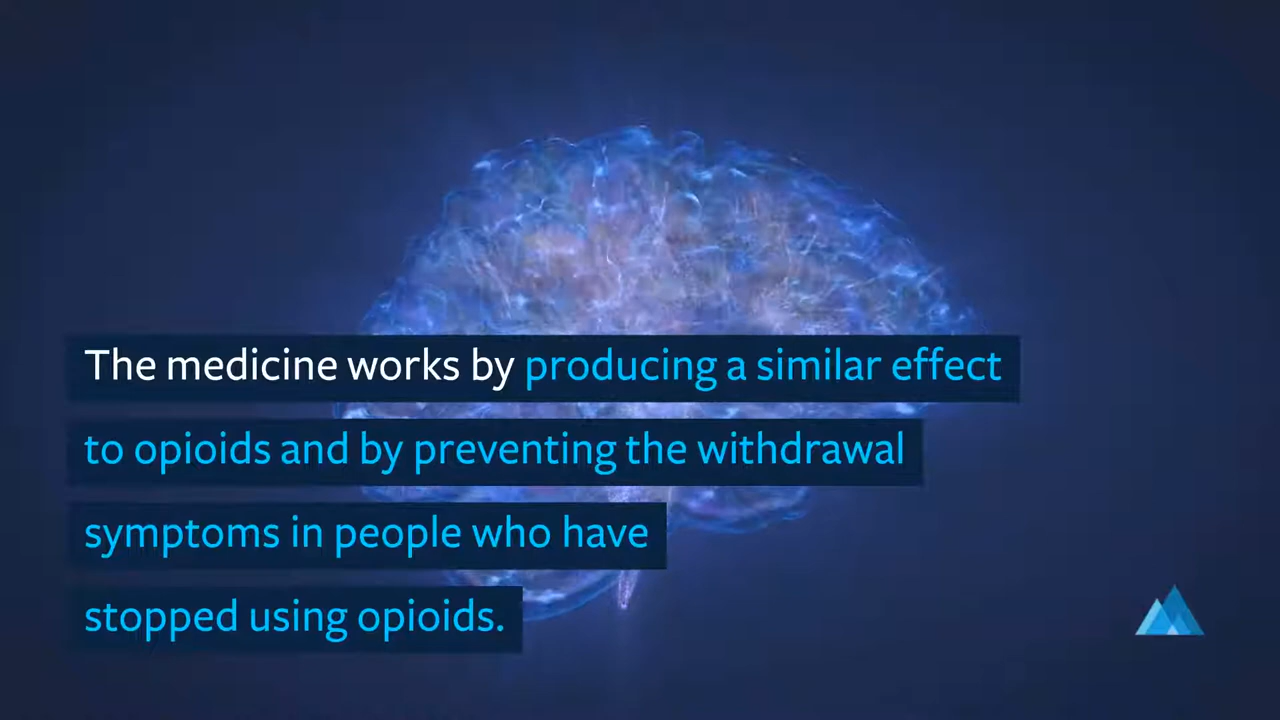 The medicine works by producing a similar effect
to opioids and by preventing the withdrawal
symptoms in people who have
stopped using opioids.